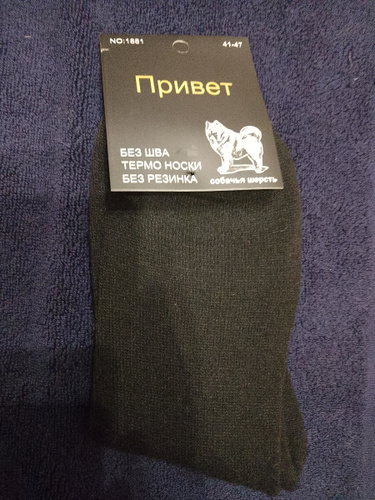 NO:1881 41-47
Привет
БЕЗ ШВА
ТЕРМО НОСКИ
БЕЗ РЕЗИНКА
собачья шерсть